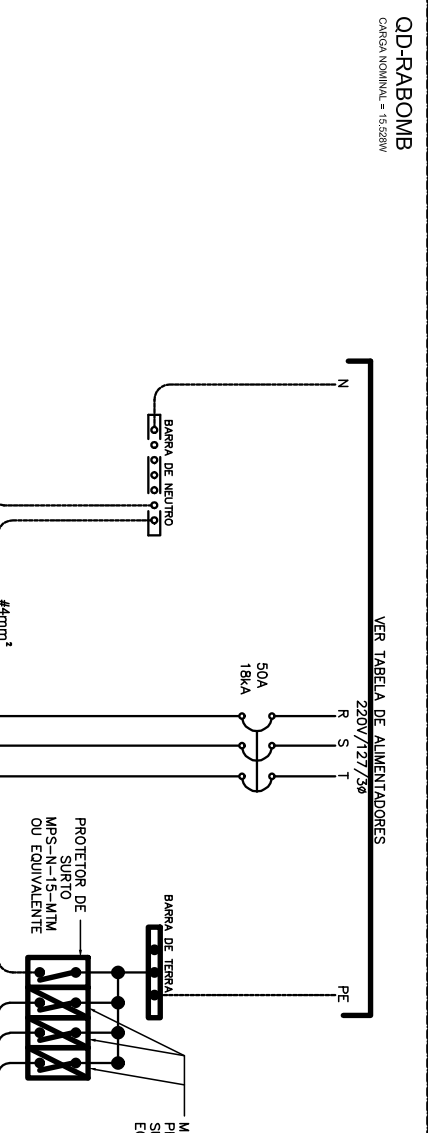 QD-RABOMB
CARGA NOMINAL = 15.528W
VER TABELA DE ALIMENTADORES
220V/127/3ø
N
R
S
T
PE
BARRA DE NEUTRO
50A
18kA
#4mm²
BARRA DE TERRA
PROTETOR DE
SURTO
MPS-N-15-MTM
OU EQUIVALENTE